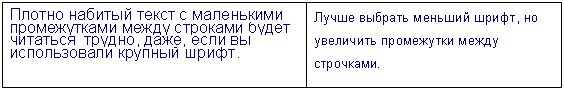 Плотно набитый текст с маленькими
промежутками между строками будет
читаться трудно, даже, если вы
использовали крупный шрифт.
Лучше выбрать меньший шрифт, но
увеличить промежутки между
строчками.